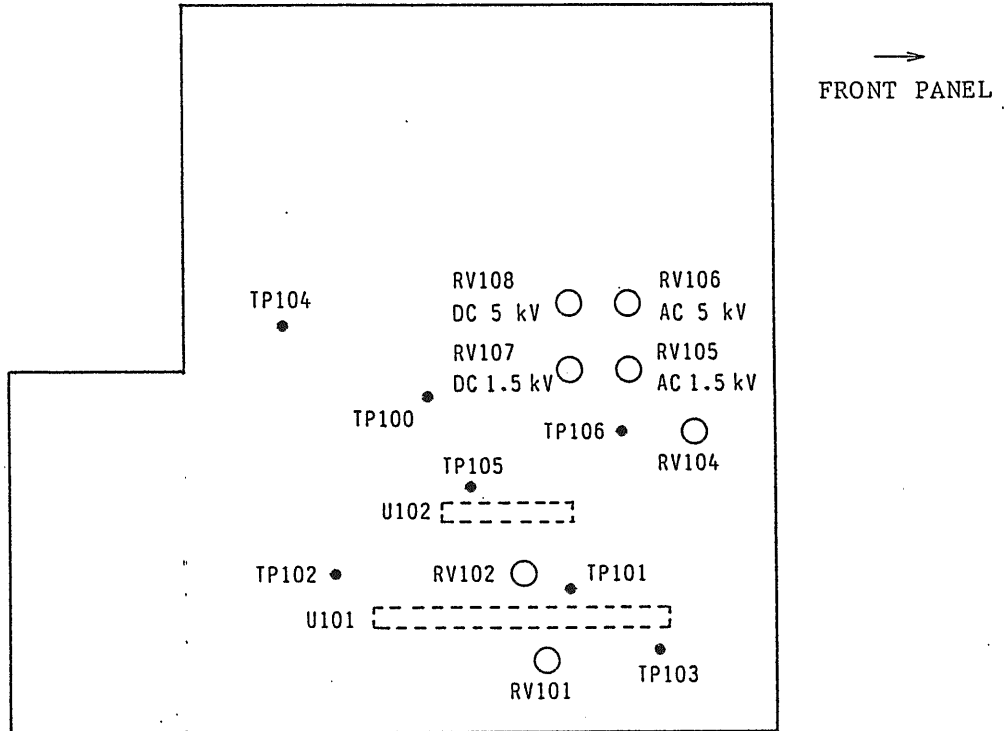 FRONT PANEL
RV108
DC 5 kV
RV106
AC 5 kV
TP104
RV107
DC 1.5 kV
RV105
AC 1.5 kV
TP100
TP106
RV104
TP105
U102
TP102
RV102
TP101
U101
TP103
RV101